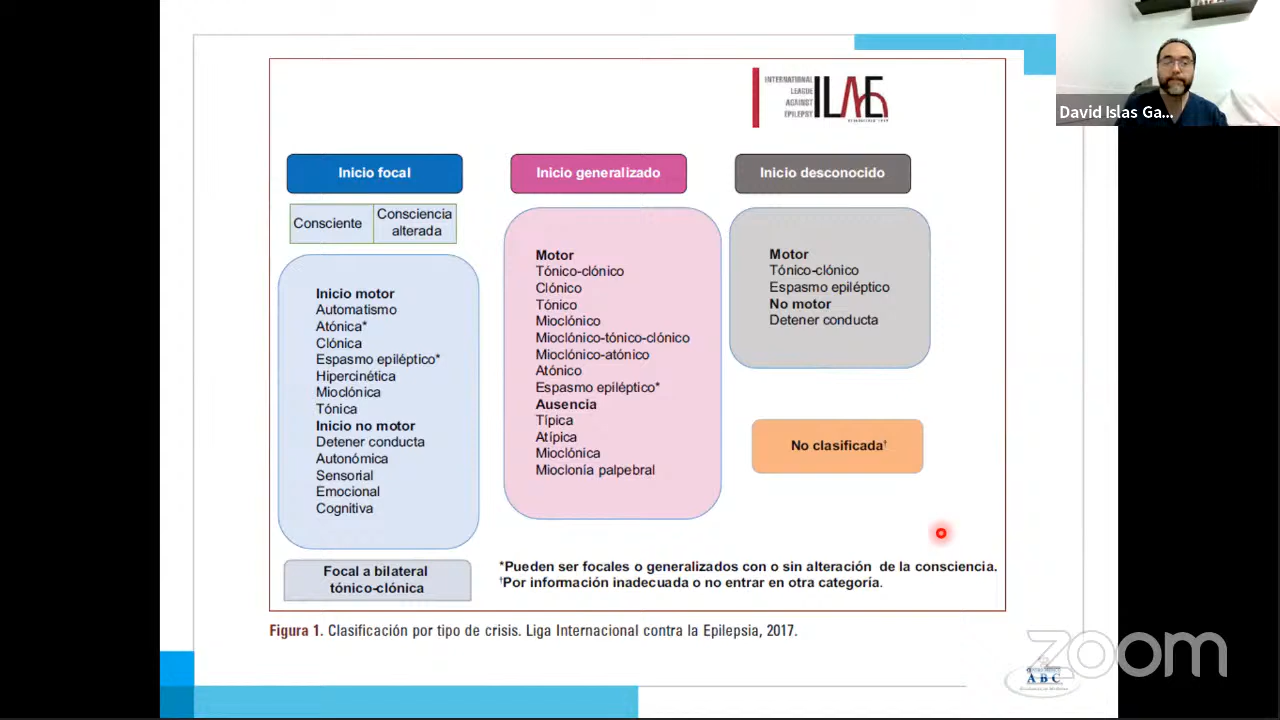 INTERNATIONAL
LEAGUE
AGAINST
EPILEPSY
ILAE
David Islas Ga...
Inicio focal
Consciente
Consciencia
alterada
Inicio motor
Automatismo
Atónica*
Clónica
Espasmo epiléptico*
Hipercinética
Mioclónica
Tónica
Inicio no motor
Detener conducta
Autonómica
Sensorial
Emocional
Cognitiva
Focal a bilateral
tónico-clónica
Inicio generalizado
Motor
Tónico-clónico
Clónico
Tónico
Mioclónico
Mioclónico-tónico-clónico
Mioclónico-atónico
Atónico
Espasmo epiléptico*
Ausencia
Típica
Atípica
Mioclónica
Mioclonía palpebral
Inicio desconocido
Motor
Tónico-clónico
Espasmo epiléptico
No motor
Detener conducta
No clasificada†
*Pueden ser focales o generalizados con o sin alteración de la consciencia.
†Por información inadecuada o no entrar en otra categoría.
Figura 1. Clasificación por tipo de crisis. Liga Internacional contra la Epilepsia, 2017.
zoom
ABC